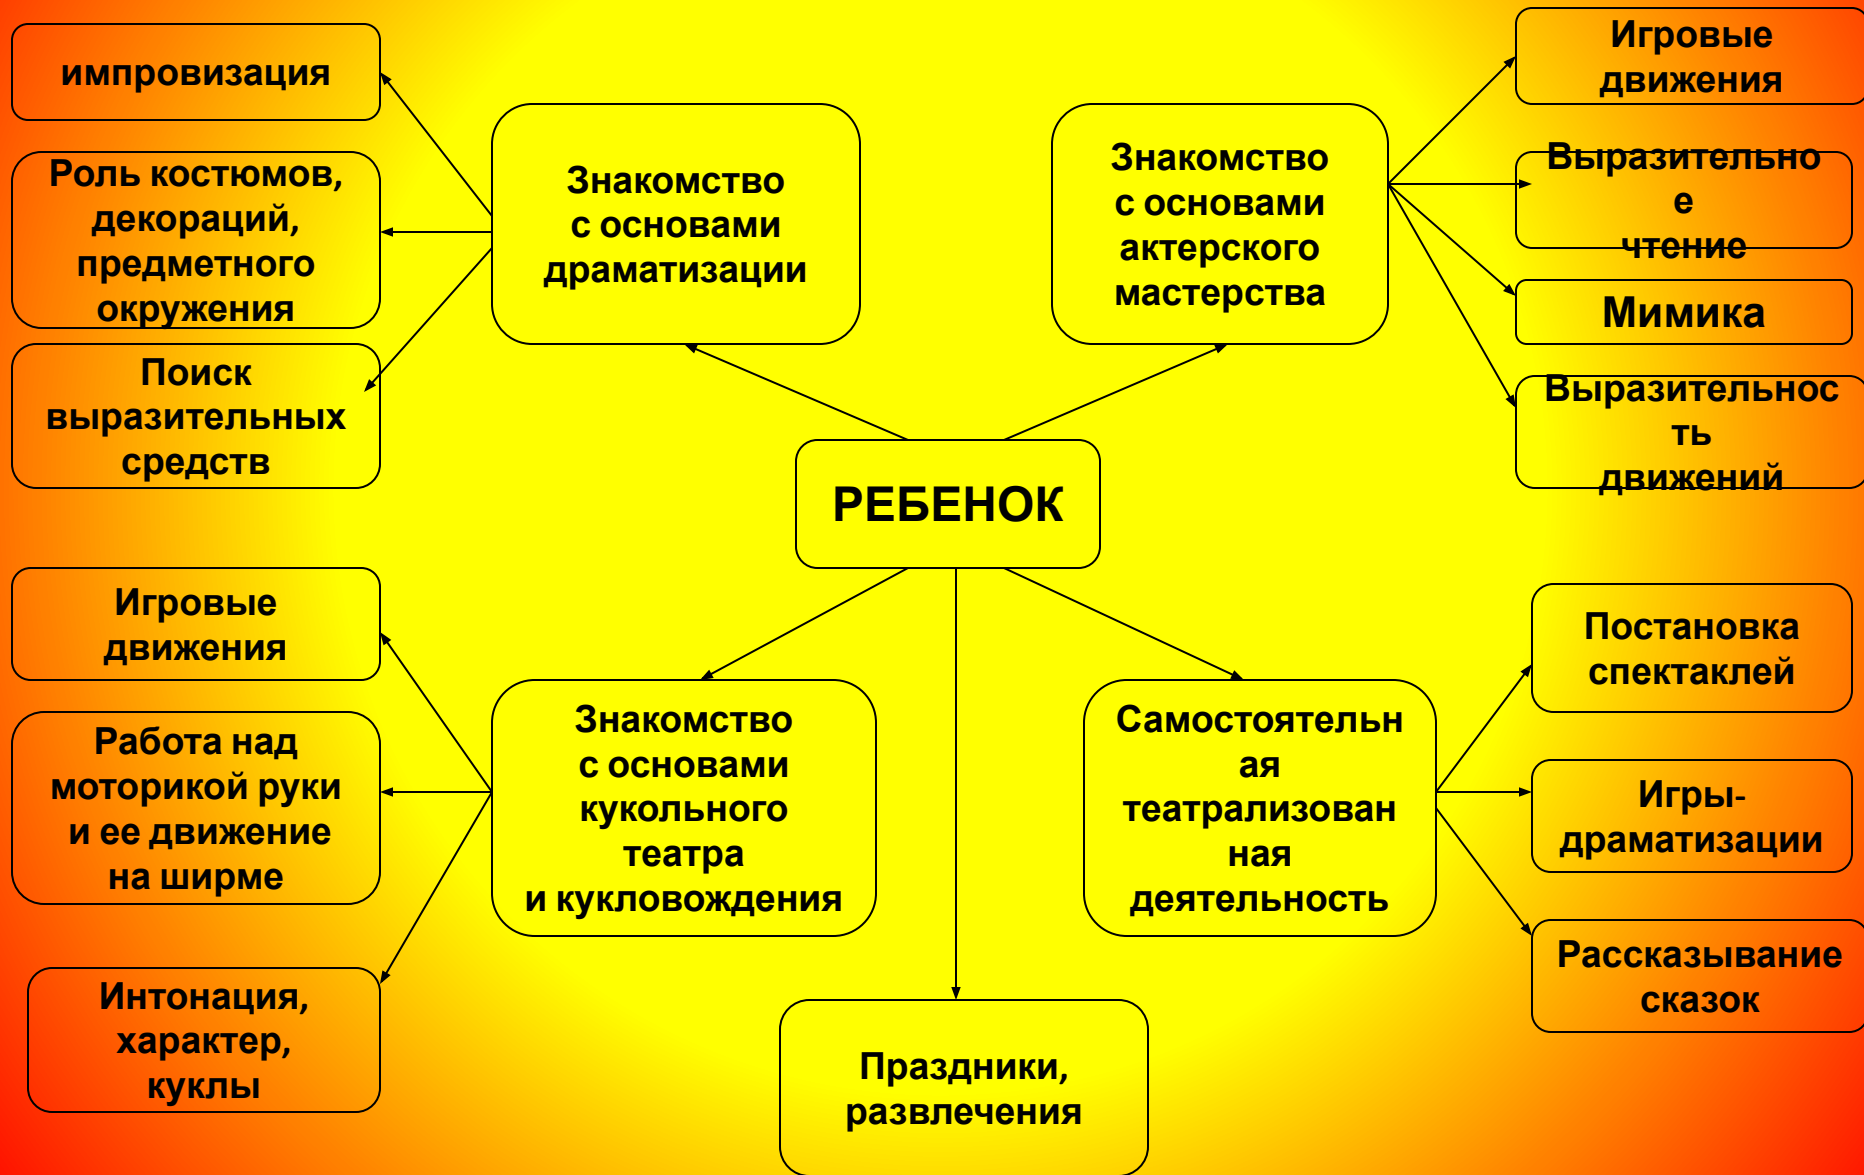 импровизация
Роль костюмов,
декораций,
предметного
окружения
Поиск
выразительных
средств
Знакомство
с основами
драматизации
Знакомство
с основами
актерского
мастерства
Игровые
движения
Выразительно
е
чтение
Мимика
Выразительнос
ть
движений
РЕБЕНОК
Игровые
движения
Работа над
моторикой руки
и ее движение
на ширме
Интонация,
характер,
куклы
Знакомство
с основами
кукольного
театра
и кукловождения
Самостоятельн
ая
театрализован
ная
деятельность
Постановка
спектаклей
Игры-
драматизации
Рассказывание
сказок
Праздники,
развлечения